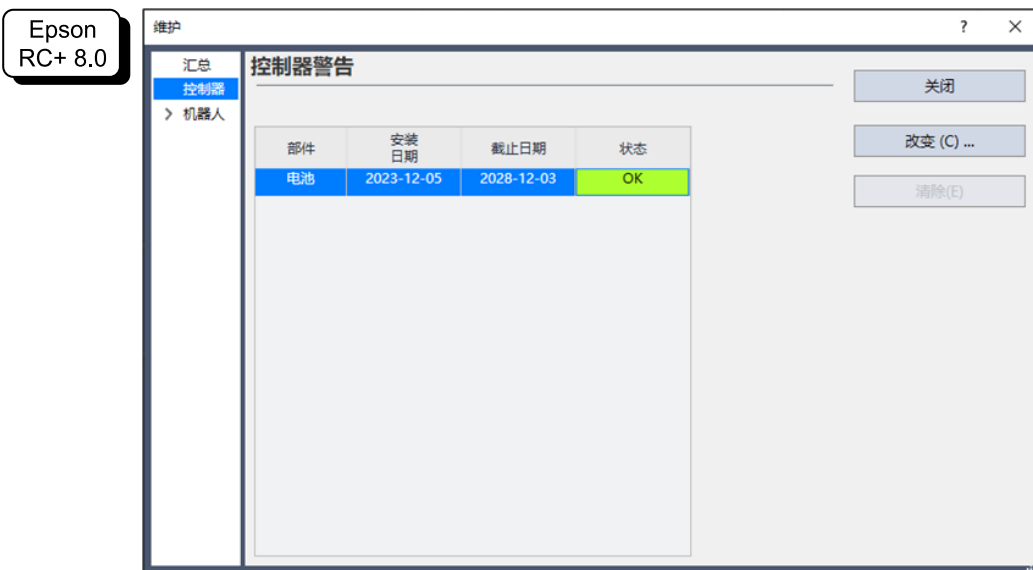 Epson
RC+ 8.0
维护
?
汇总
控制器
机器人
控制器警告
部件
安装
日期
截止日期
状态
电池
2023-12-05
2028-12-03
OK
关闭
改变 (C) ...
清除(E)